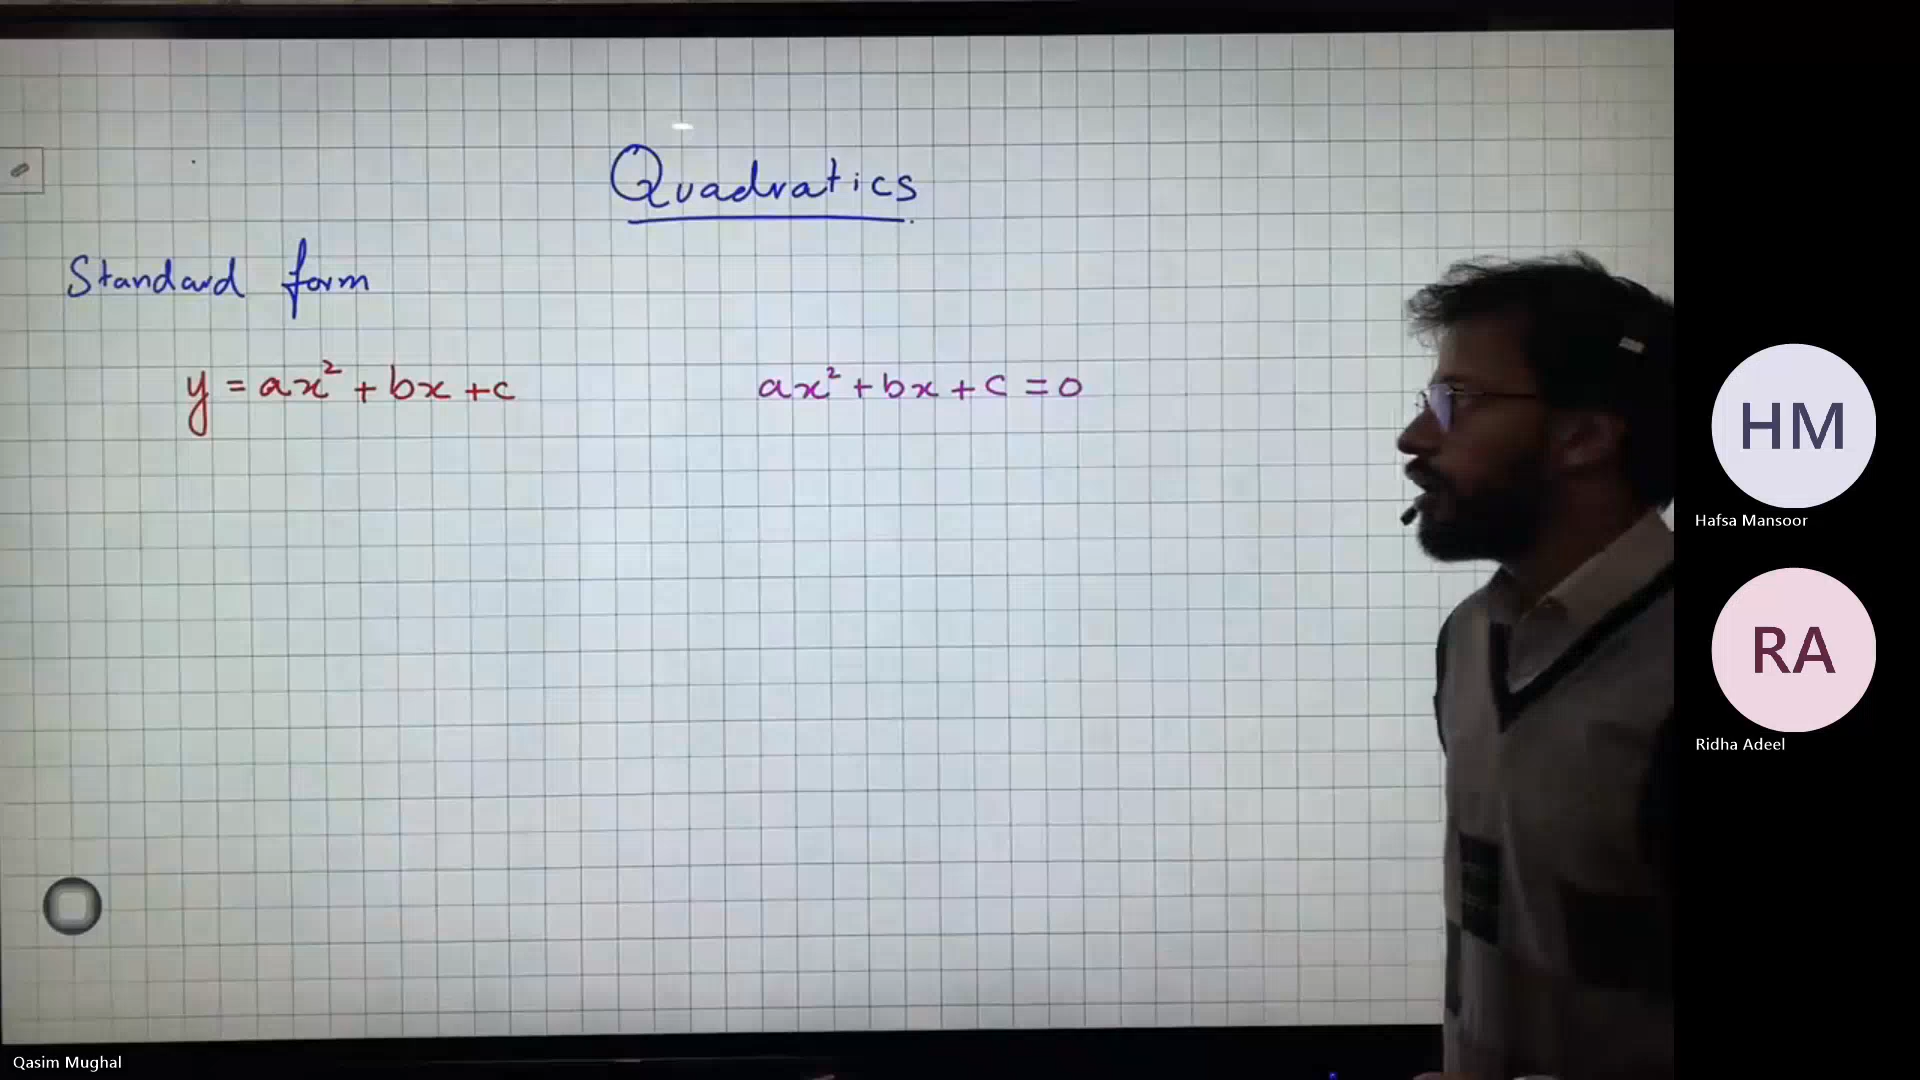 Quadratics
Standard form
y = ax² + bx + c
ax² + bx + c = 0
HM
Hafsa Mansoor
RA
Ridha Adeel
Qasim Mughal